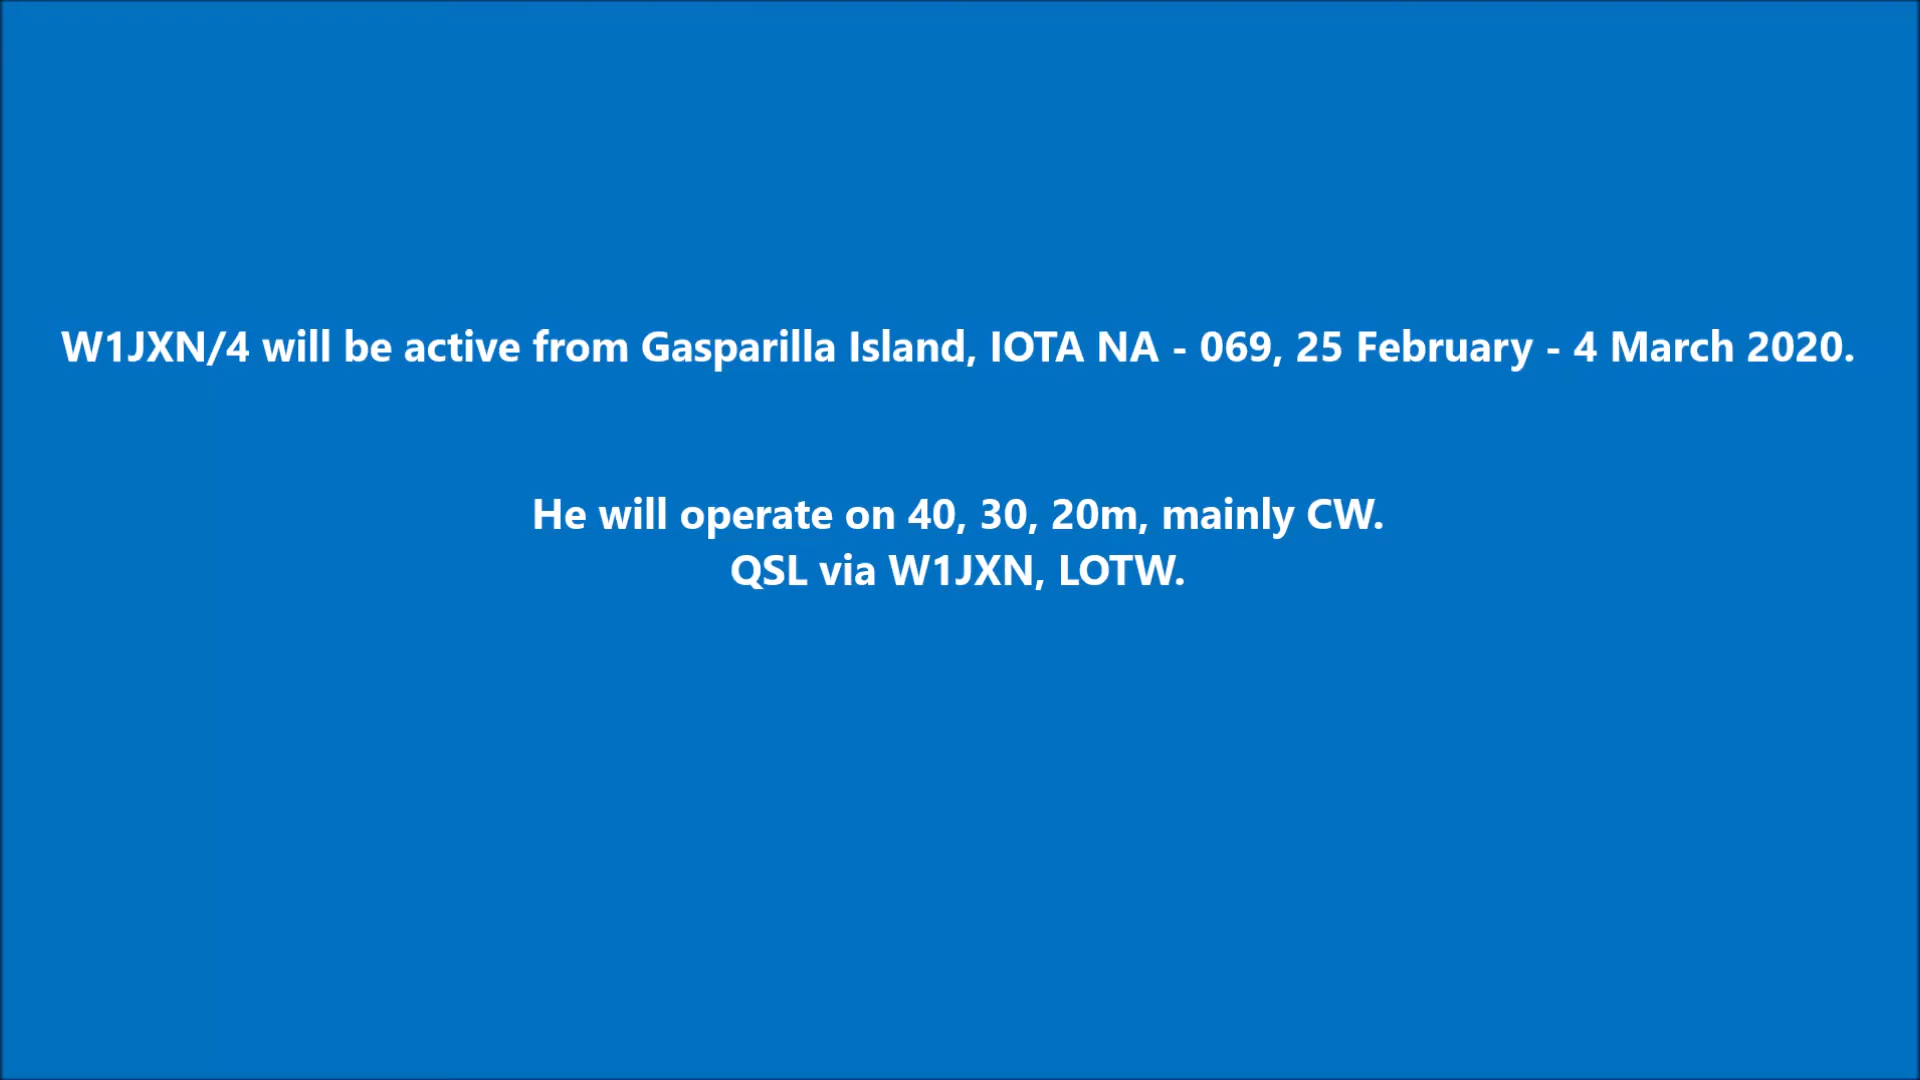 W1JXN/4 will be active from Gasparilla Island, IOTA NA - 069, 25 February - 4 March 2020.
He will operate on 40, 30, 20m, mainly CW.
QSL via W1JXN, LOTW.